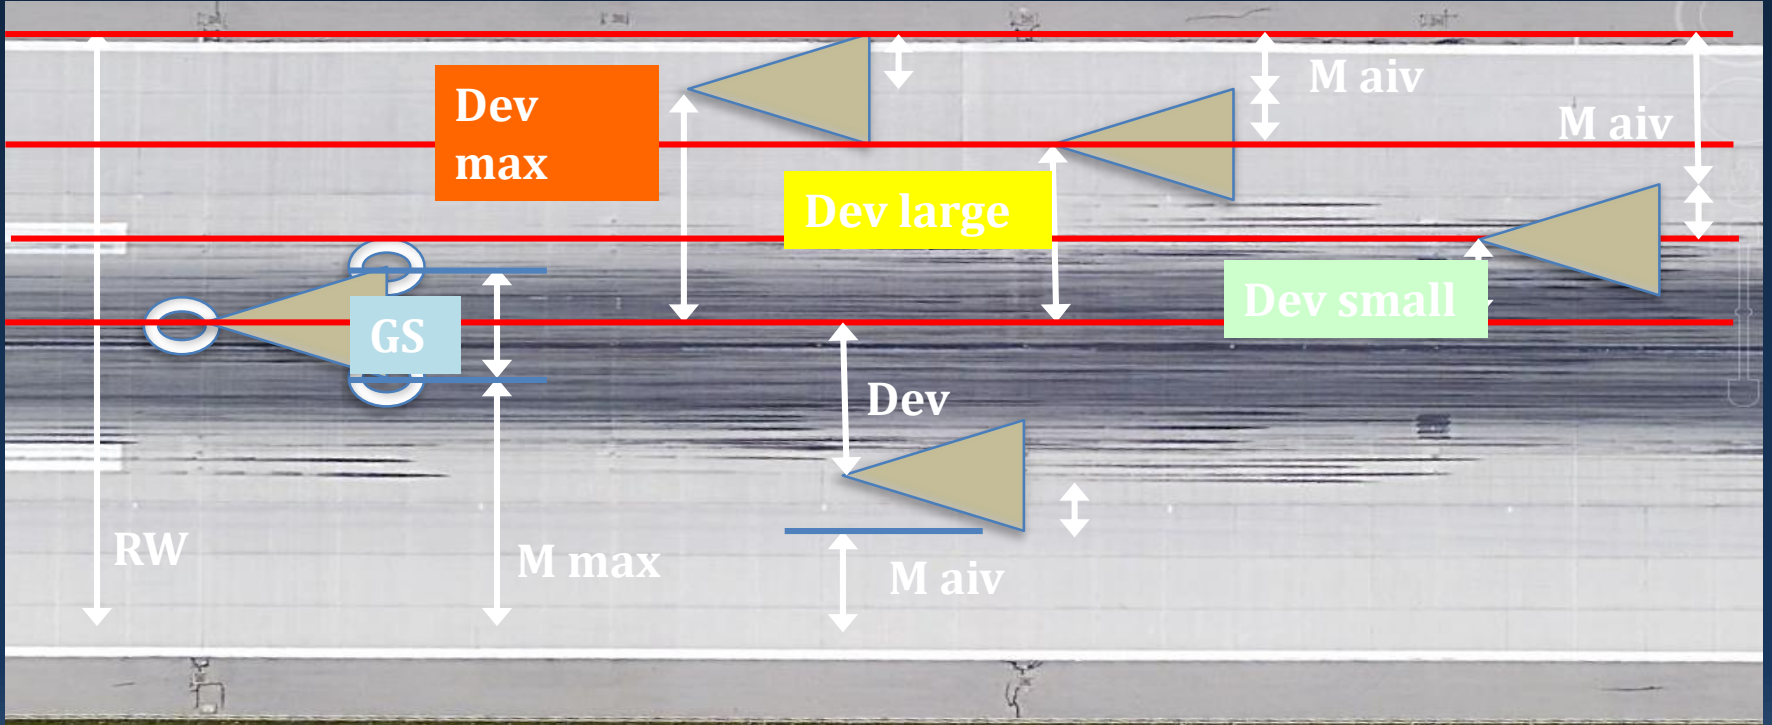 Dev
max
M aiv
M aiv
Dev large
Dev small
GS
Dev
RW
M max
M aiv